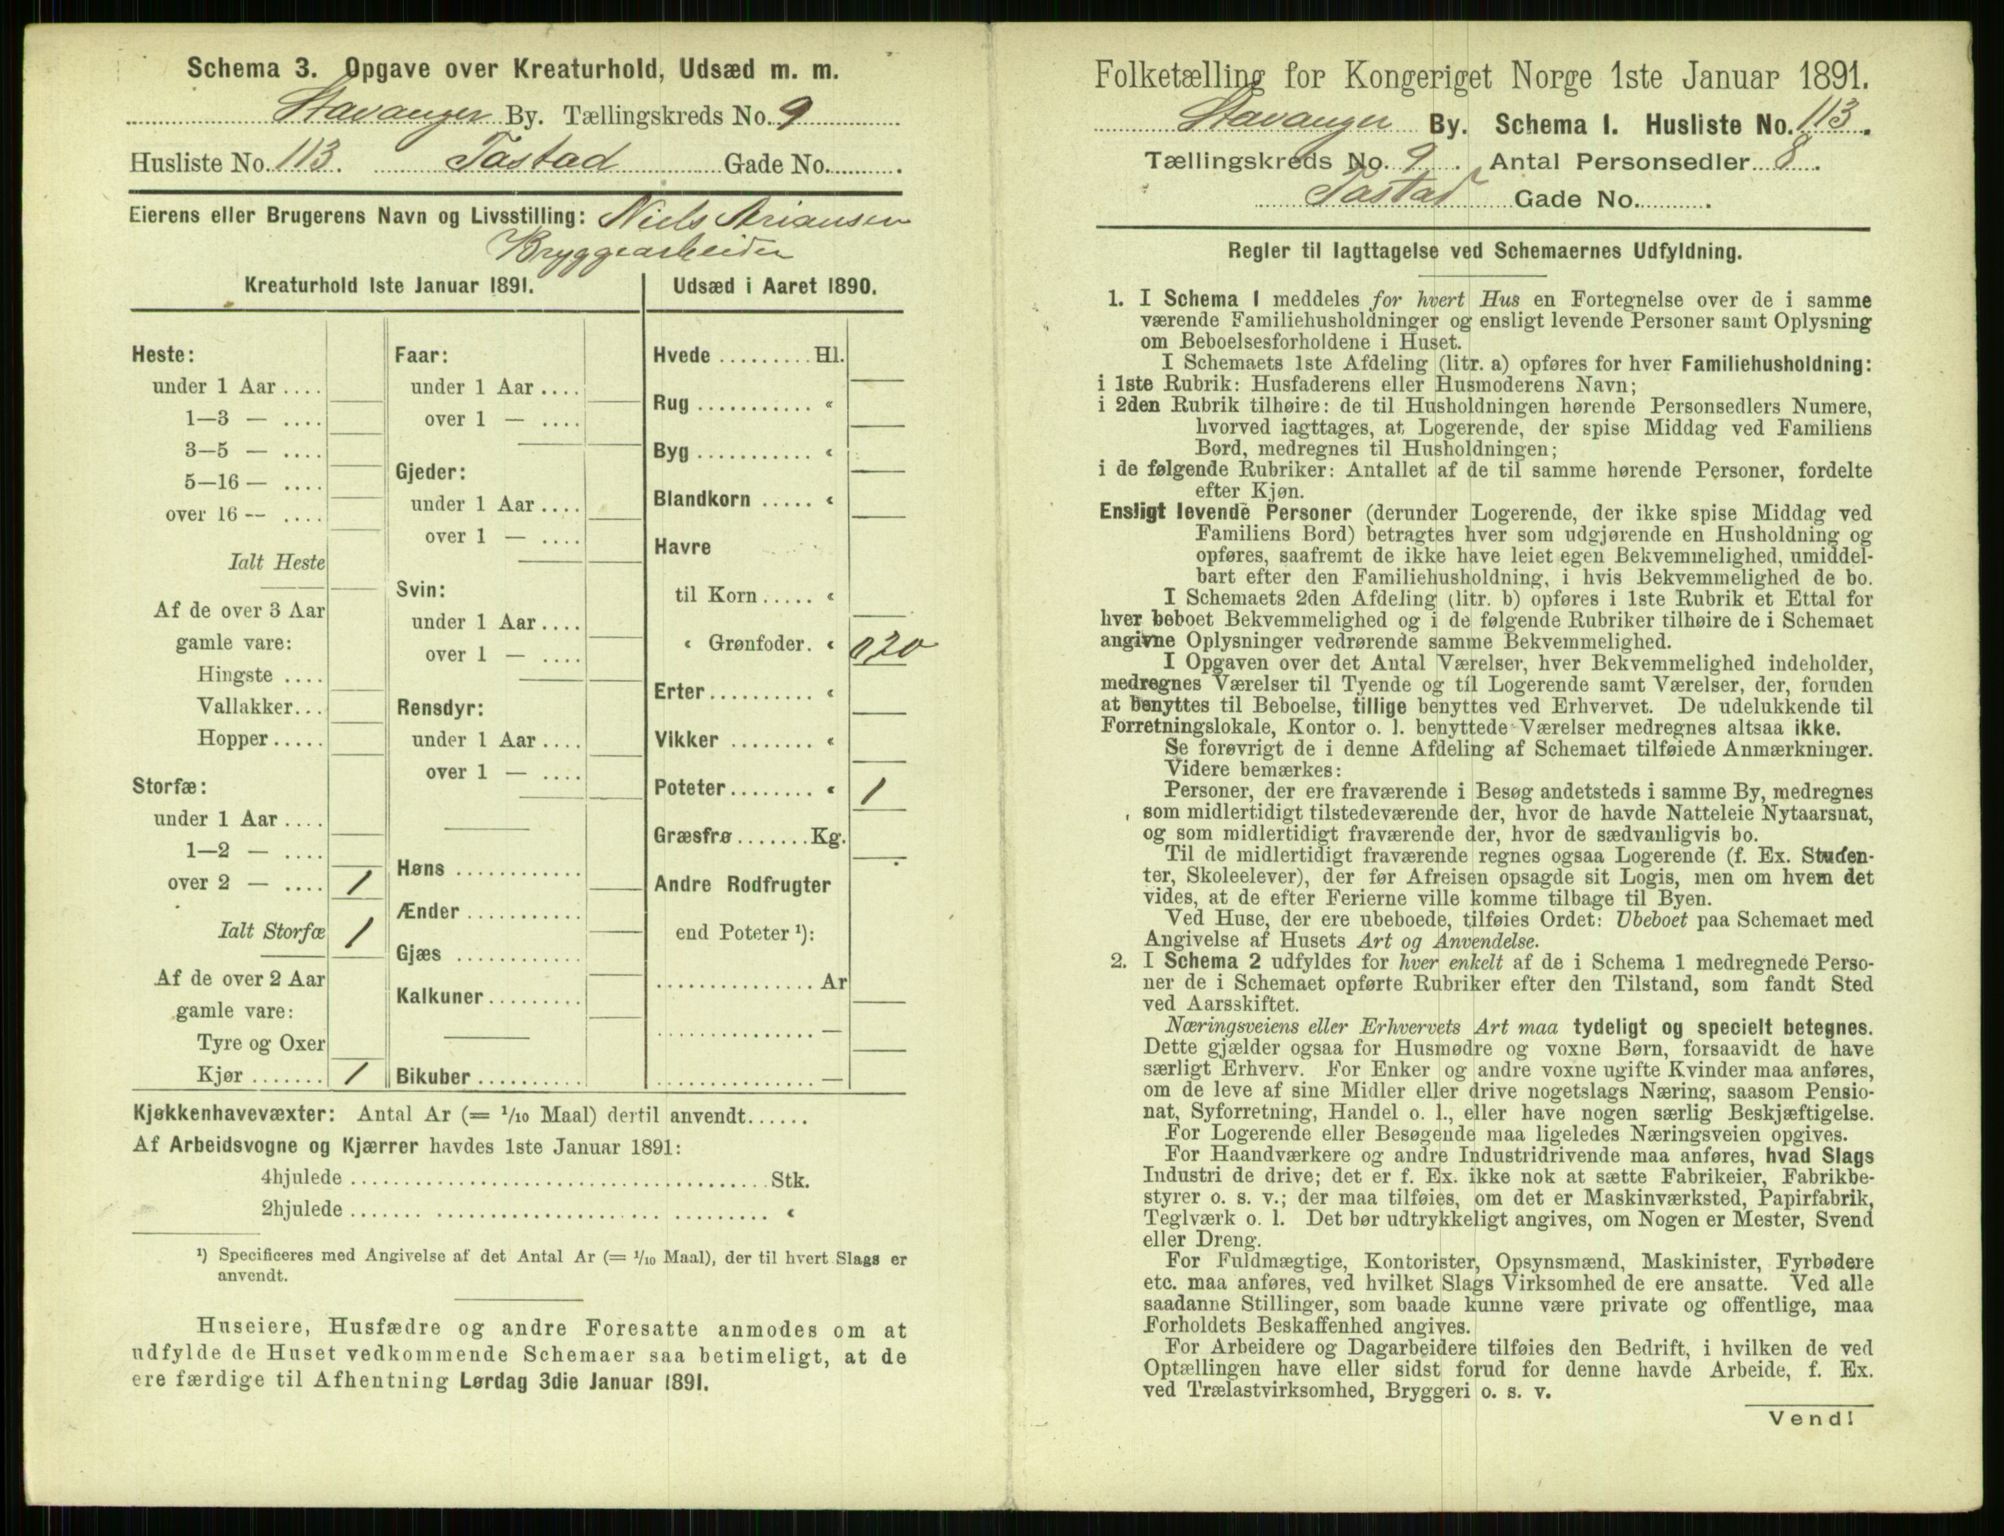 Schema 3. Opgave over Kreaturhold, Udsæd m. m.
Stavanger By. Tællingskreds No. 9
Husliste No. 113. Tastad Gade No.
Eierens eller Brugerens Navn og Livsstilling: Niels Ariansen
Bryggearbeider
Kreaturhold 1ste Januar 1891.
Heste:
under 1 Aar
1—3 —
3—5 —
5—16 —
over 16 —
Ialt Heste
Af de over 3 Aar
gamle vare:
Hingste
Vallakker
Hopper
Storfæ:
under 1 Aar
1—2 —
over 2 — 1
Ialt Storfæ 1
Af de over 2 Aar
gamle vare:
Tyre og Oxer
Kjør 1
Faar:
under 1 Aar
over 1 —
Gjeder:
under 1 Aar
over 1 —
Svin:
under 1 Aar
over 1 —
Rensdyr:
under 1 Aar
over 1 —
Høns
Ænder
Gjæs
Kalkuner
Bikuber
Udsæd i Aaret 1890.
Hvede Hl.
Rug "
Byg "
Blandkorn "
Havre
til Korn "
" Grønfoder. " 020
Erter "
Vikker "
Poteter " 1
Græsfrø Kg.
Andre Rodfrugter
end Poteter ¹):
Ar
—
—
Kjøkkenhavevæxter: Antal Ar (= 1/10 Maal) dertil anvendt
Af Arbeidsvogne og Kjærrer havdes 1ste Januar 1891:
4hjulede Stk.
2hjulede "
¹) Specificeres med Angivelse af det Antal Ar (= 1/10 Maal), der til hvert Slags er
anvendt.
Huseiere, Husfædre og andre Foresatte anmodes om at
udfylde de Huset vedkommende Schemaer saa betimeligt, at de
ere færdige til Afhentning Lørdag 3die Januar 1891.
Folketælling for Kongeriget Norge 1ste Januar 1891.
Stavanger By. Schema 1. Husliste No. 113.
Tællingskreds No. 9. Antal Personsedler 8.
Tastad Gade No.
Regler til Iagttagelse ved Schemaernes Udfyldning.
1. I Schema 1 meddeles for hvert Hus en Fortegnelse over de i samme
værende Familiehusholdninger og ensligt levende Personer samt Oplysning
om Beboelsesforholdene i Huset.
I Schemaets 1ste Afdeling (litr. a) opføres for hver Familiehusholdning:
i 1ste Rubrik: Husfaderens eller Husmoderens Navn;
i 2den Rubrik tilhøire: de til Husholdningen hørende Personsedlers Numere,
hvorved iagttages, at Logerende, der spise Middag ved Familiens
Bord, medregnes til Husholdningen;
i de følgende Rubriker: Antallet af de til samme hørende Personer, fordelte
efter Kjøn.
Ensligt levende Personer (derunder Logerende, der ikke spise Middag ved
Familiens Bord) betragtes hver som udgjørende en Husholdning og
opføres, saafremt de ikke have leiet egen Bekvemmelighed, umiddel-
bart efter den Familiehusholdning, i hvis Bekvemmelighed de bo.
I Schemaets 2den Afdeling (litr. b) opføres i 1ste Rubrik et Ettal for
hver beboet Bekvemmelighed og i de følgende Rubriker tilhøire de i Schemaet
angivne Oplysninger vedrørende samme Bekvemmelighed.
I Opgaven over det Antal Værelser, hver Bekvemmelighed indeholder,
medregnes Værelser til Tyende og til Logerende samt Værelser, der, foruden
at benyttes til Beboelse, tillige benyttes ved Erhvervet. De udelukkende til
Forretningslokale, Kontor o. l. benyttede Værelser medregnes altsaa ikke.
Se forøvrigt de i denne Afdeling af Schemaet tilføiede Anmærkninger.
Videre bemærkes:
Personer, der ere fraværende i Besøg andetsteds i samme By, medregnes
som midlertidigt tilstedeværende der, hvor de havde Natteleie Nytaarsnat,
og som midlertidigt fraværende der, hvor de sædvanligvis bo.
Til de midlertidigt fraværende regnes ogsaa Logerende (f. Ex. Studen-
ter, Skoleelever), der før Afreisen opsagde sit Logis, men om hvem det
vides, at de efter Ferierne ville komme tilbage til Byen.
Ved Huse, der ere ubeboede, tilføies Ordet: Ubeboet paa Schemaet med
Angivelse af Husets Art og Anvendelse.
2. I Schema 2 udfyldes for hver enkelt af de i Schema 1 medregnede Perso-
ner de i Schemaet opførte Rubriker efter den Tilstand, som fandt Sted
ved Aarsskiftet.
Næringsveiens eller Erhvervets Art maa tydeligt og specielt betegnes.
Dette gjælder ogsaa for Husmødre og voxne Børn, forsaavidt de have
særligt Erhverv. For Enker og andre voxne ugifte Kvinder maa anføres,
om de leve af sine Midler eller drive nogetslags Næring, saasom Pensio-
nat, Syforretning, Handel o. l., eller have nogen særlig Beskjæftigelse.
For Logerende eller Besøgende maa ligeledes Næringsveien opgives.
For Haandværkere og andre Industridrivende maa anføres, hvad Slags
Industri de drive; det er f. Ex. ikke nok at sætte Fabrikeier, Fabrikbe-
styrer o. s. v.; der maa tilføies, om det er Maskinværksted, Papirfabrik,
Teglværk o. l. Det bør udtrykkeligt angives, om Nogen er Mester, Svend
eller Dreng.
For Fuldmægtige, Kontorister, Opsynsmænd, Maskinister, Fyrbødere
etc. maa anføres, ved hvilket Slags Virksomhed de ere ansatte. Ved alle
saadanne Stillinger, som baade kunne være private og offentlige, maa
Forholdets Beskaffenhed angives.
For Arbeidere og Dagarbeidere tilføies den Bedrift, i hvilken de ved
Optællingen have eller sidst forud for denne havde Arbeide, f. Ex.
ved Trælastvirksomhed, Bryggeri o. s. v.
Vend!